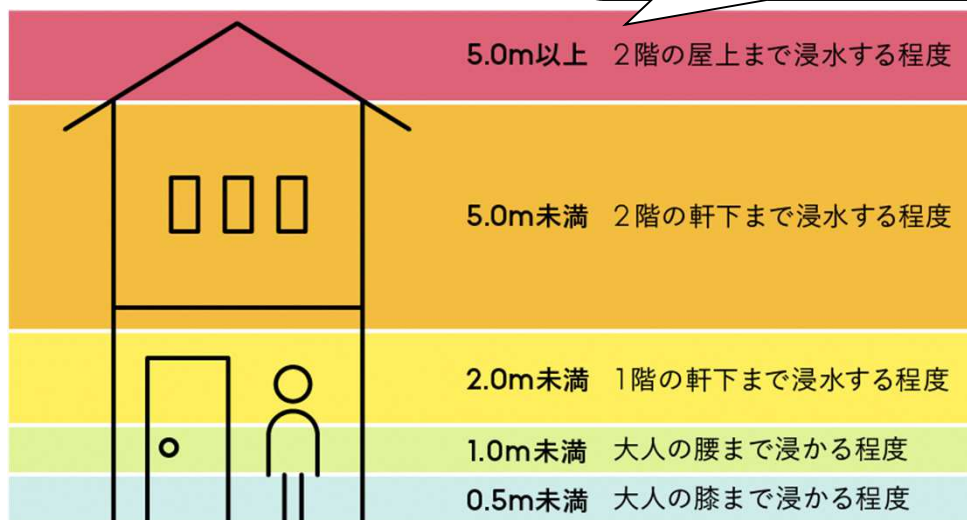 5.0m以上 2階の屋上まで浸水する程度
5.0m未満 2階の軒下まで浸水する程度
2.0m未満 1階の軒下まで浸水する程度
1.0m未満 大人の腰まで浸かる程度
0.5m未満 大人の膝まで浸かる程度